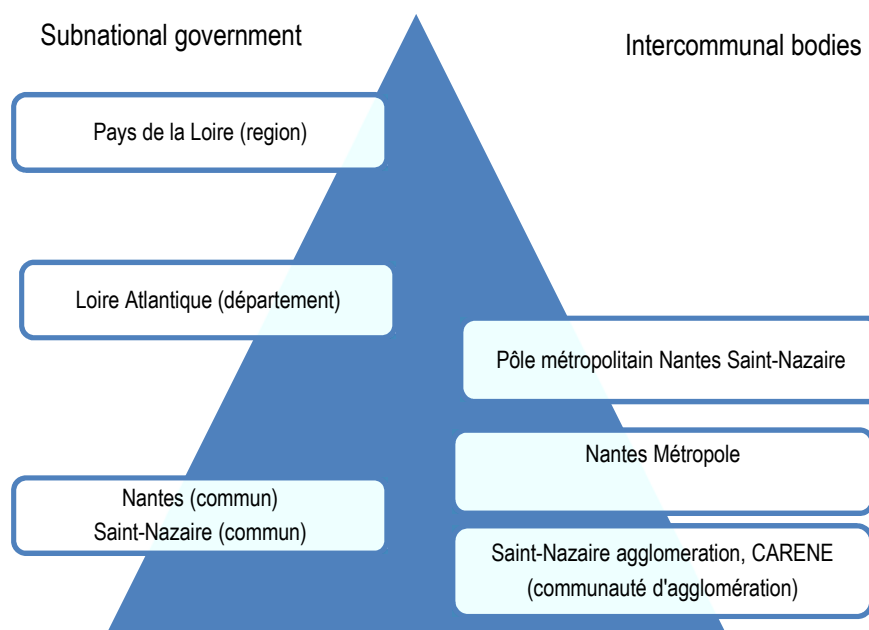 Subnational government
Intercommunal bodies
Pays de la Loire (region)
Loire Atlantique (département)
Pôle métropolitain Nantes Saint-Nazaire
Nantes Métropole
Nantes (commun)
Saint-Nazaire (commun)
Saint-Nazaire agglomeration, CARENE
(communauté d'agglomération)